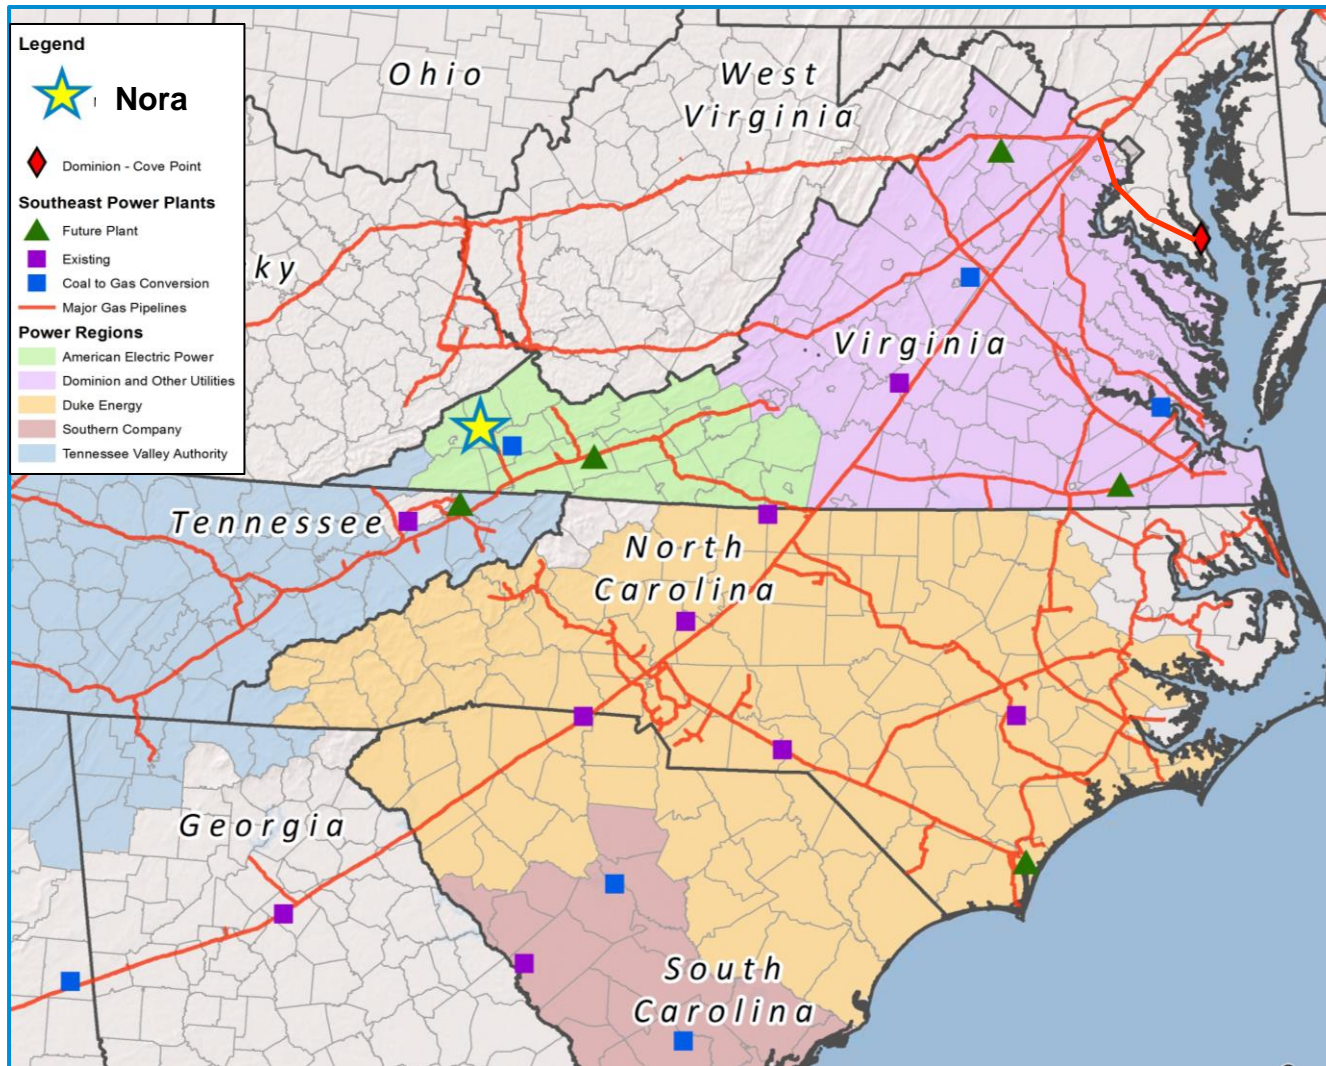 Legend
Nora
Dominion - Cove Point
Southeast Power Plants
Future Plant
Existing
Coal to Gas Conversion
Major Gas Pipelines
Power Regions
American Electric Power
Dominion and Other Utilities
Duke Energy
Southern Company
Tennessee Valley Authority
Ohio
West
Virginia
ky
Virginia
Tennessee
North
Carolina
Georgia
South
Carolina